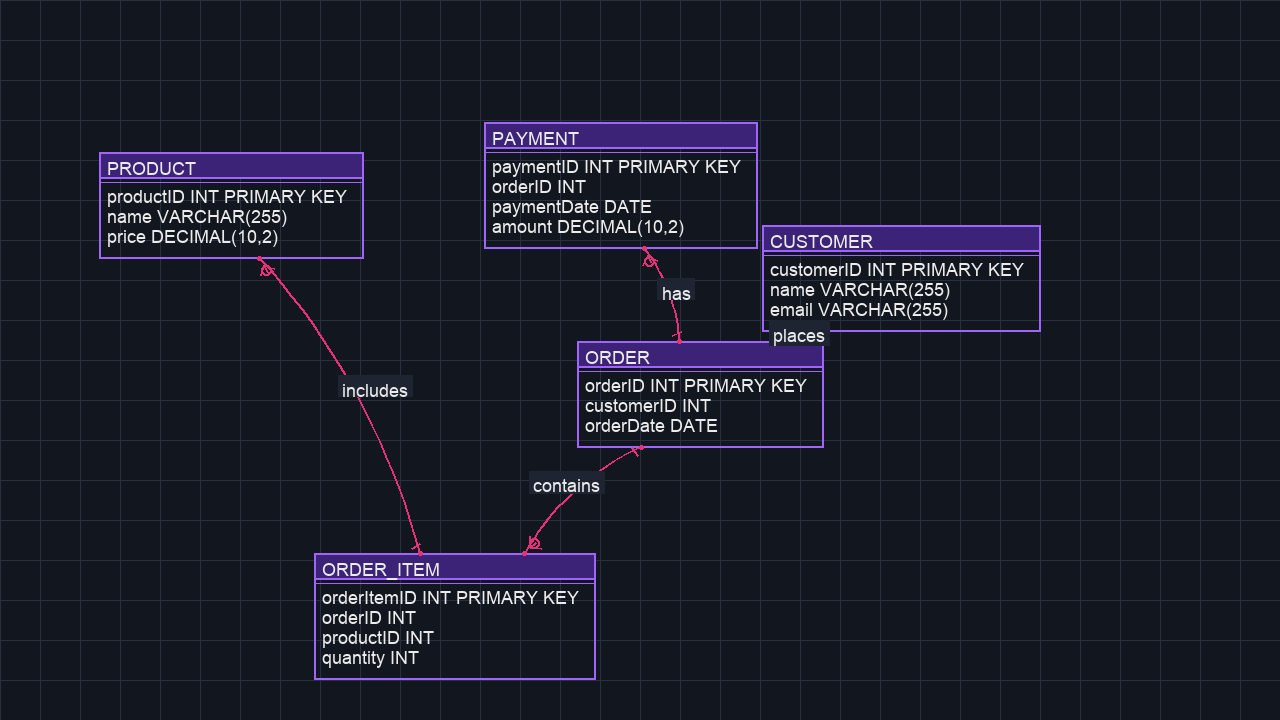 PAYMENT
paymentID INT PRIMARY KEY
orderID INT
paymentDate DATE
amount DECIMAL(10,2)
PRODUCT
productID INT PRIMARY KEY
name VARCHAR(255)
price DECIMAL(10,2)
CUSTOMER
customerID INT PRIMARY KEY
name VARCHAR(255)
email VARCHAR(255)
has
places
ORDER
orderID INT PRIMARY KEY
customerID INT
orderDate DATE
includes
contains
ORDER_ITEM
orderItemID INT PRIMARY KEY
orderID INT
productID INT
quantity INT